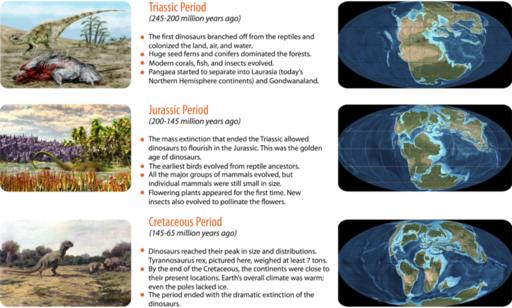 Triassic Period
(245-200 million years ago)
The first dinosaurs branched off from the reptiles and
colonized the land, air, and water.
Huge seed ferns and conifers dominated the forests.
Modern corals, fish, and insects evolved.
Pangaea started to separate into Laurasia (today's
Northern Hemisphere continents) and Gondwanaland.
Jurassic Period
(200-145 million years ago)
The mass extinction that ended the Triassic allowed
dinosaurs to flourish in the Jurassic. This was the golden
age of dinosaurs.
The earliest birds evolved from reptile ancestors.
All the major groups of mammals evolved, but
individual mammals were still small in size.
Flowering plants appeared for the first time. New
insects also evolved to pollinate the flowers.
Cretaceous Period
(145-65 million years ago)
Dinosaurs reached their peak in size and distributions.
Tyrannosaurus rex, pictured here, weighed at least 7 tons.
By the end of the Cretaceous, the continents were close to
their present locations. Earth's overall climate was warm;
even the poles lacked ice.
The period ended with the dramatic extinction of the
dinosaurs.